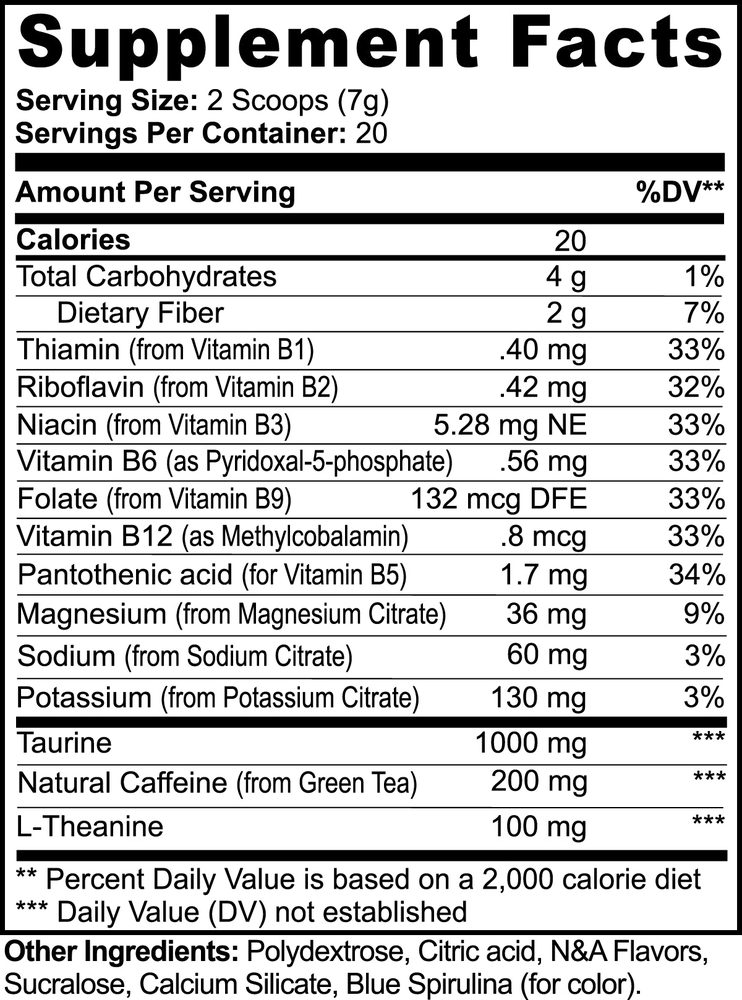 Supplement Facts
Serving Size: 2 Scoops (7g)
Servings Per Container: 20
Amount Per Serving %DV**
Calories 20
Total Carbohydrates 4 g 1%
Dietary Fiber 2 g 7%
Thiamin (from Vitamin B1) .40 mg 33%
Riboflavin (from Vitamin B2) .42 mg 32%
Niacin (from Vitamin B3) 5.28 mg NE 33%
Vitamin B6 (as Pyridoxal-5-phosphate) .56 mg 33%
Folate (from Vitamin B9) 132 mcg DFE 33%
Vitamin B12 (as Methylcobalamin) .8 mcg 33%
Pantothenic acid (for Vitamin B5) 1.7 mg 34%
Magnesium (from Magnesium Citrate) 36 mg 9%
Sodium (from Sodium Citrate) 60 mg 3%
Potassium (from Potassium Citrate) 130 mg 3%
Taurine 1000 mg ***
Natural Caffeine (from Green Tea) 200 mg ***
L-Theanine 100 mg ***
** Percent Daily Value is based on a 2,000 calorie diet
*** Daily Value (DV) not established
Other Ingredients: Polydextrose, Citric acid, N&A Flavors,
Sucralose, Calcium Silicate, Blue Spirulina (for color).